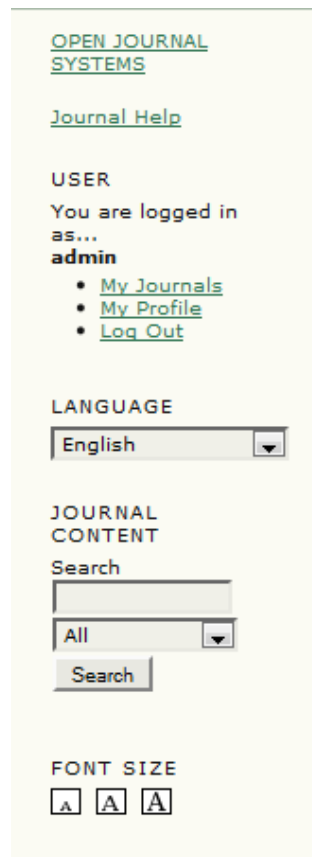 OPEN JOURNAL
SYSTEMS
Journal Help
USER
You are logged in
as...
admin
My Journals
My Profile
Log Out
LANGUAGE
English
JOURNAL
CONTENT
Search
All
Search
FONT SIZE
A A A